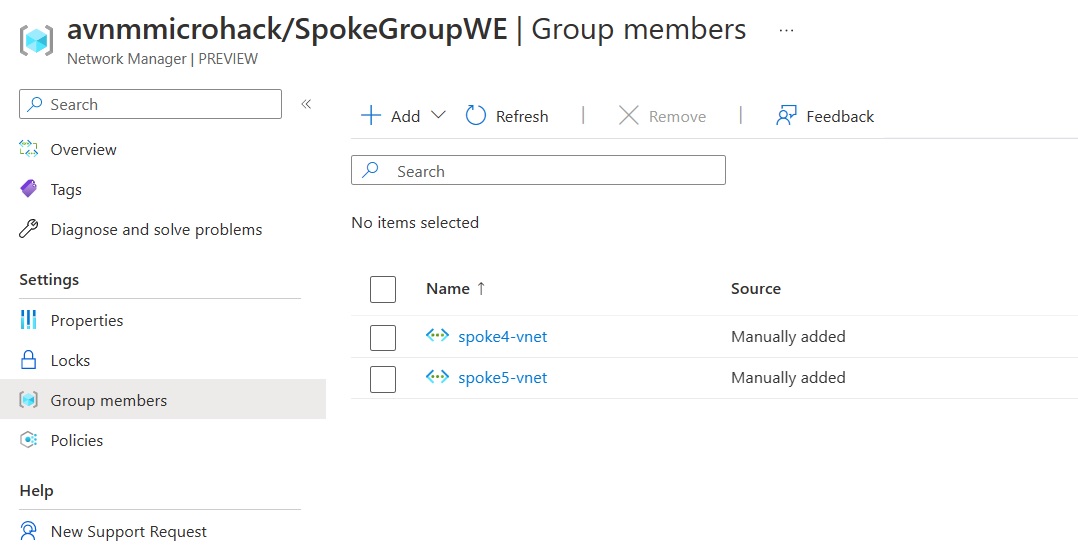 avnmmicrohack/SpokeGroupWE | Group members ...
Network Manager | PREVIEW
Search «
Overview
Tags
Diagnose and solve problems
Settings
Properties
Locks
Group members
Policies
Help
New Support Request
Add Refresh | Remove | Feedback
Search
No items selected
Name ↑ Source
spoke4-vnet Manually added
spoke5-vnet Manually added